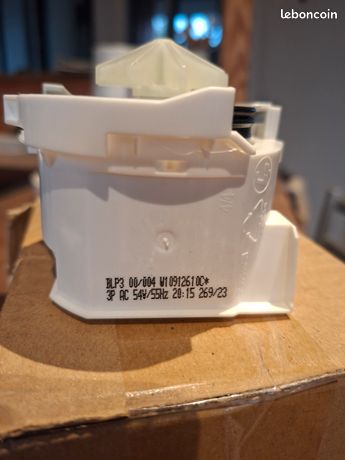 leboncoin
BLP3 00/004 W10912610C*
3P AC 54V/55Hz 20:15 269/23